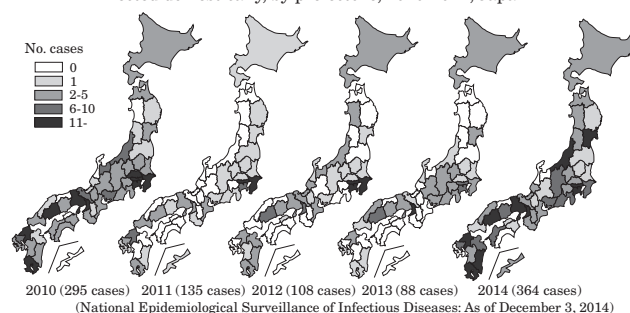 No. cases
0
1
2-5
6-10
11-
2010 (295 cases) 2011 (135 cases) 2012 (108 cases) 2013 (88 cases) 2014 (364 cases)
(National Epidemiological Surveillance of Infectious Diseases: As of December 3, 2014)